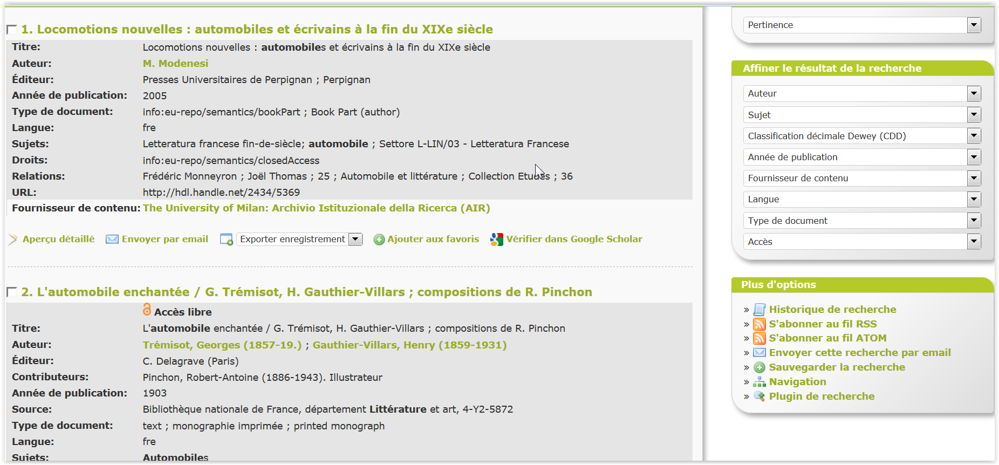 1. Locomotions nouvelles : automobiles et écrivains à la fin du XIXe siècle
Titre: Locomotions nouvelles : automobiles et écrivains à la fin du XIXe siècle
Auteur: M. Modenesi
Éditeur: Presses Universitaires de Perpignan ; Perpignan
Année de publication: 2005
Type de document: info:eu-repo/semantics/bookPart ; Book Part (author)
Langue: fre
Sujets: Letteratura francese fin-de-siècle; automobile ; Settore L-LIN/03 - Letteratura Francese
Droits: info:eu-repo/semantics/closedAccess
Relations: Frédéric Monneyron ; Joël Thomas ; 25 ; Automobile et littérature ; Collection Etudes ; 36
URL: http://hdl.handle.net/2434/5369
Fournisseur de contenu: The University of Milan: Archivio Istituzionale della Ricerca (AIR)
Aperçu détaillé Envoyer par email Exporter enregistrement Ajouter aux favoris Vérifier dans Google Scholar
2. L'automobile enchantée / G. Trémisot, H. Gauthier-Villars ; compositions de R. Pinchon
Accès libre
Titre: L'automobile enchantée / G. Trémisot, H. Gauthier-Villars ; compositions de R. Pinchon
Auteur: Trémisot, Georges (1857-19.) ; Gauthier-Villars, Henry (1859-1931)
Éditeur: C. Delagrave (Paris)
Contributeurs: Pinchon, Robert-Antoine (1886-1943). Illustrateur
Année de publication: 1903
Source: Bibliothèque nationale de France, département Littérature et art, 4-Y2-5872
Type de document: text ; monographie imprimée ; printed monograph
Langue: fre
Sujets: Automobiles
Pertinence
Affiner le résultat de la recherche
Auteur
Sujet
Classification décimale Dewey (CDD)
Année de publication
Fournisseur de contenu
Langue
Type de document
Accès
Plus d'options
» Historique de recherche
» S'abonner au fil RSS
» S'abonner au fil ATOM
» Envoyer cette recherche par email
» Sauvegarder la recherche
» Navigation
» Plugin de recherche